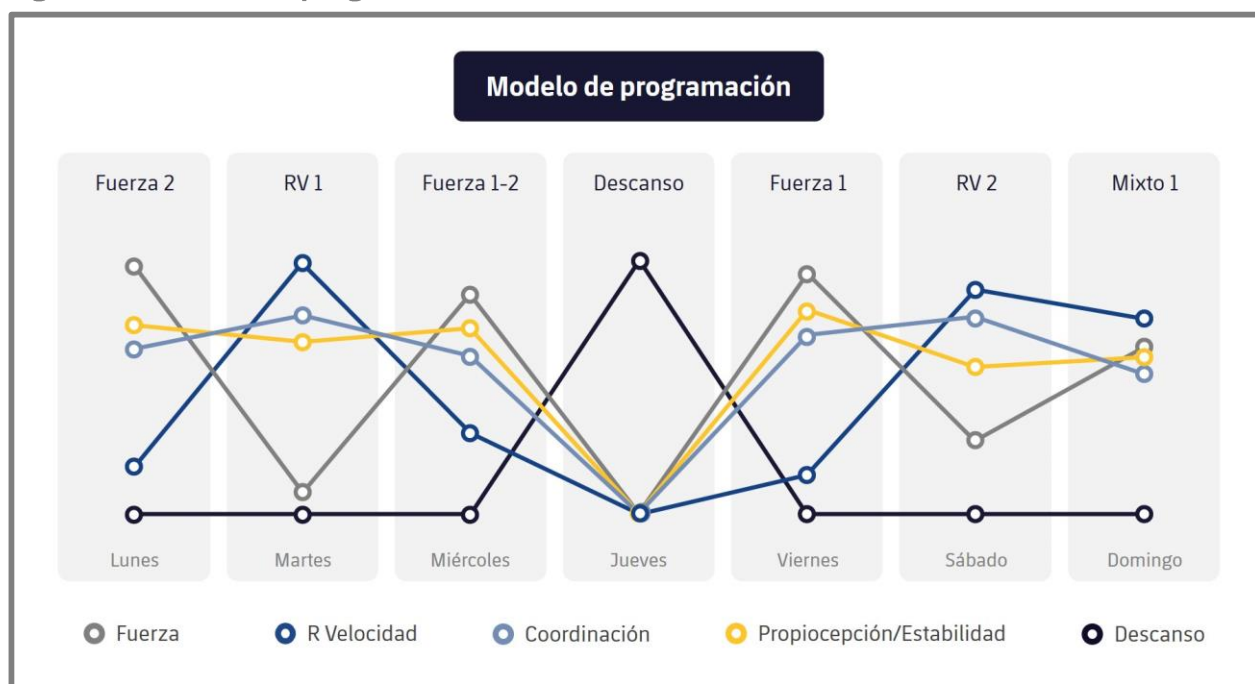 Modelo de programación
Fuerza 2 RV 1 Fuerza 1-2 Descanso Fuerza 1 RV 2 Mixto 1
Lunes Martes Miércoles Jueves Viernes Sábado Domingo
Fuerza R Velocidad Coordinación Propiocepción/Estabilidad Descanso